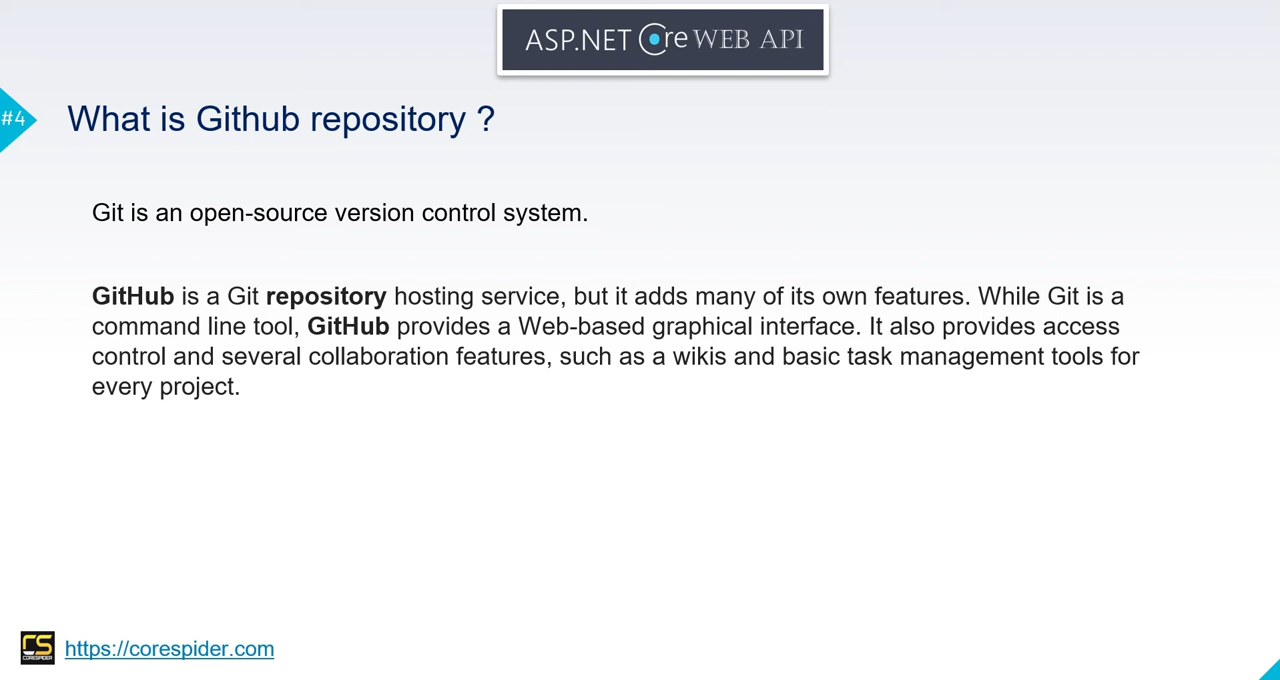 ASP.NET Core WEB API
#4
What is Github repository ?
Git is an open-source version control system.
GitHub is a Git repository hosting service, but it adds many of its own features. While Git is a
command line tool, GitHub provides a Web-based graphical interface. It also provides access
control and several collaboration features, such as a wikis and basic task management tools for
every project.
CS
CORESPIDER
https://corespider.com